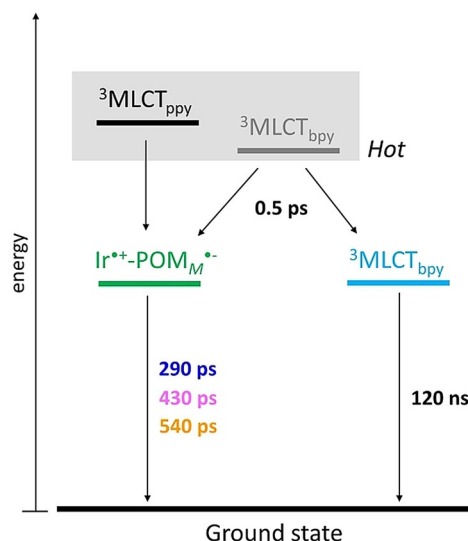 ³MLCT_ppy
³MLCT_bpy
Hot
0.5 ps
Ir•+-POM_M•-
³MLCT_bpy
energy
290 ps
430 ps
540 ps
120 ns
Ground state